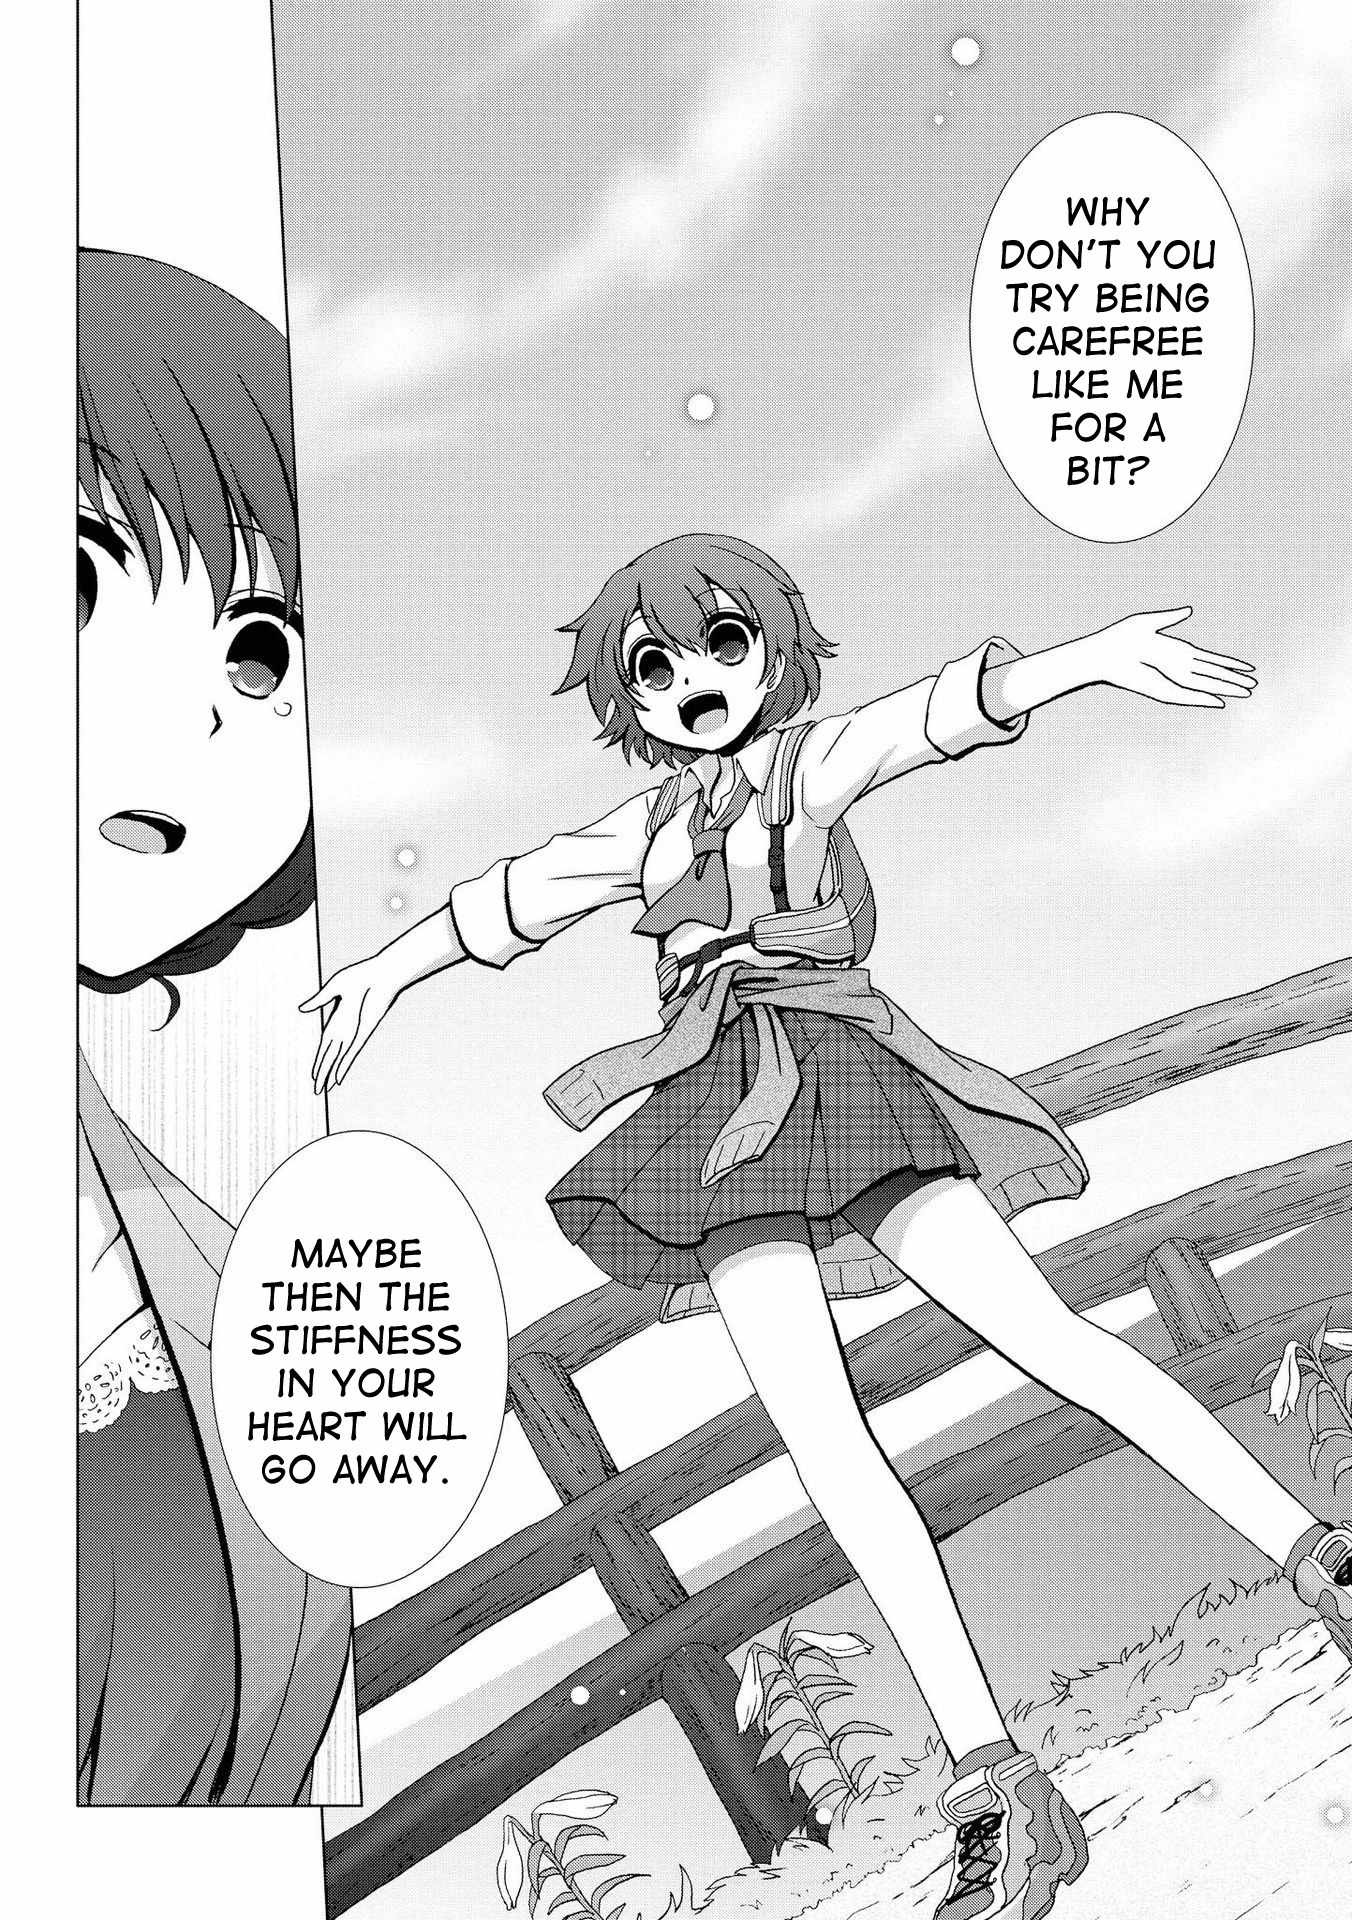 WHY
DON'T YOU
TRY BEING
CAREFREE
LIKE ME
FOR A
BIT?
MAYBE
THEN THE
STIFFNESS
IN YOUR
HEART WILL
GO AWAY.